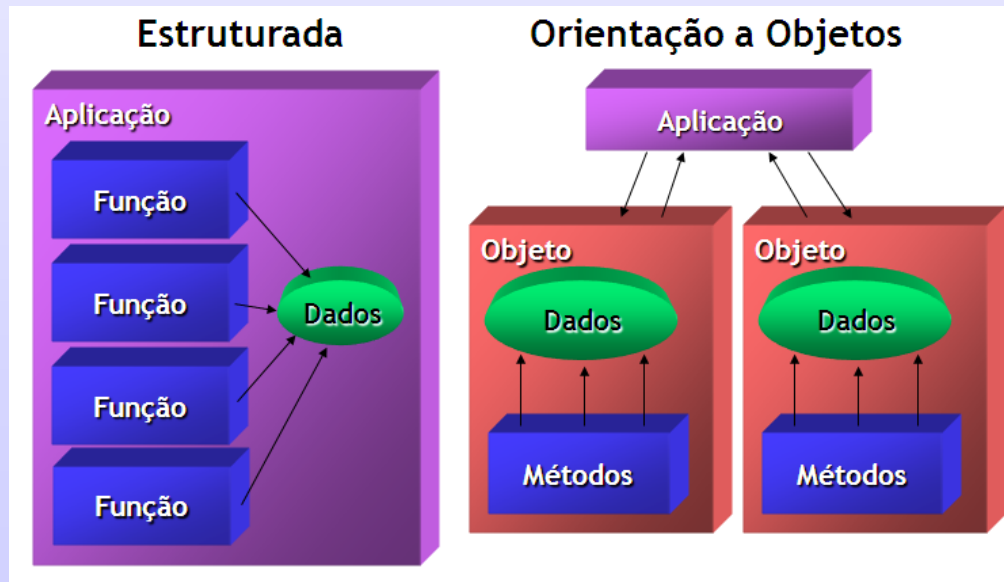 Estruturada
Aplicação
Função
Função
Função
Função
Dados
Orientação a Objetos
Aplicação
Objeto
Dados
Métodos
Objeto
Dados
Métodos